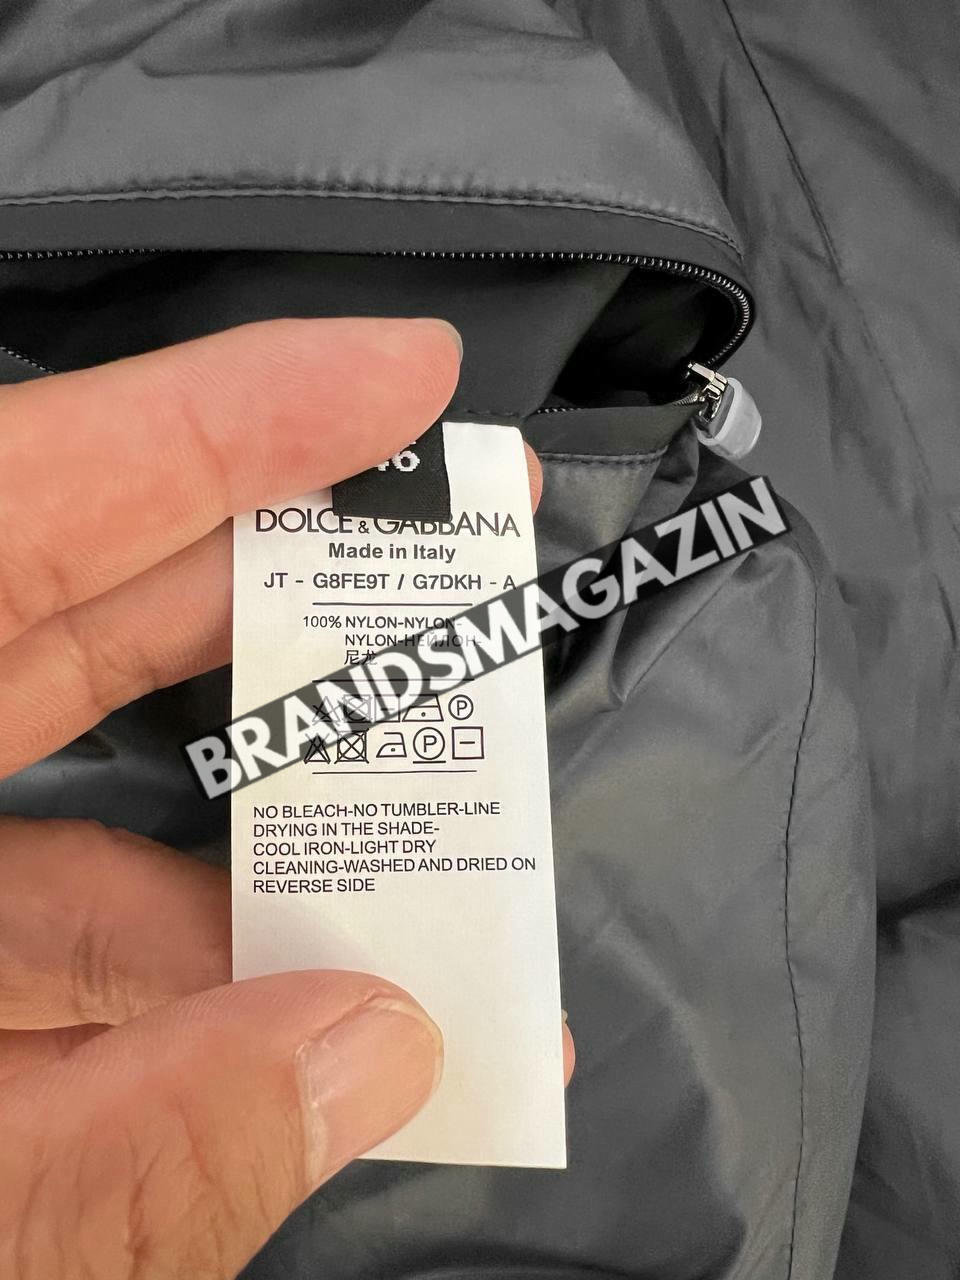 46
DOLCE & GABBANA
Made in Italy
JT - G8FE9T / G7DKH - A
100% NYLON-NYLON-
NYLON-НЕЙЛОН-
尼龙
BRANDSMAGAZIN
P
P
NO BLEACH-NO TUMBLER-LINE
DRYING IN THE SHADE-
COOL IRON-LIGHT DRY
CLEANING-WASHED AND DRIED ON
REVERSE SIDE